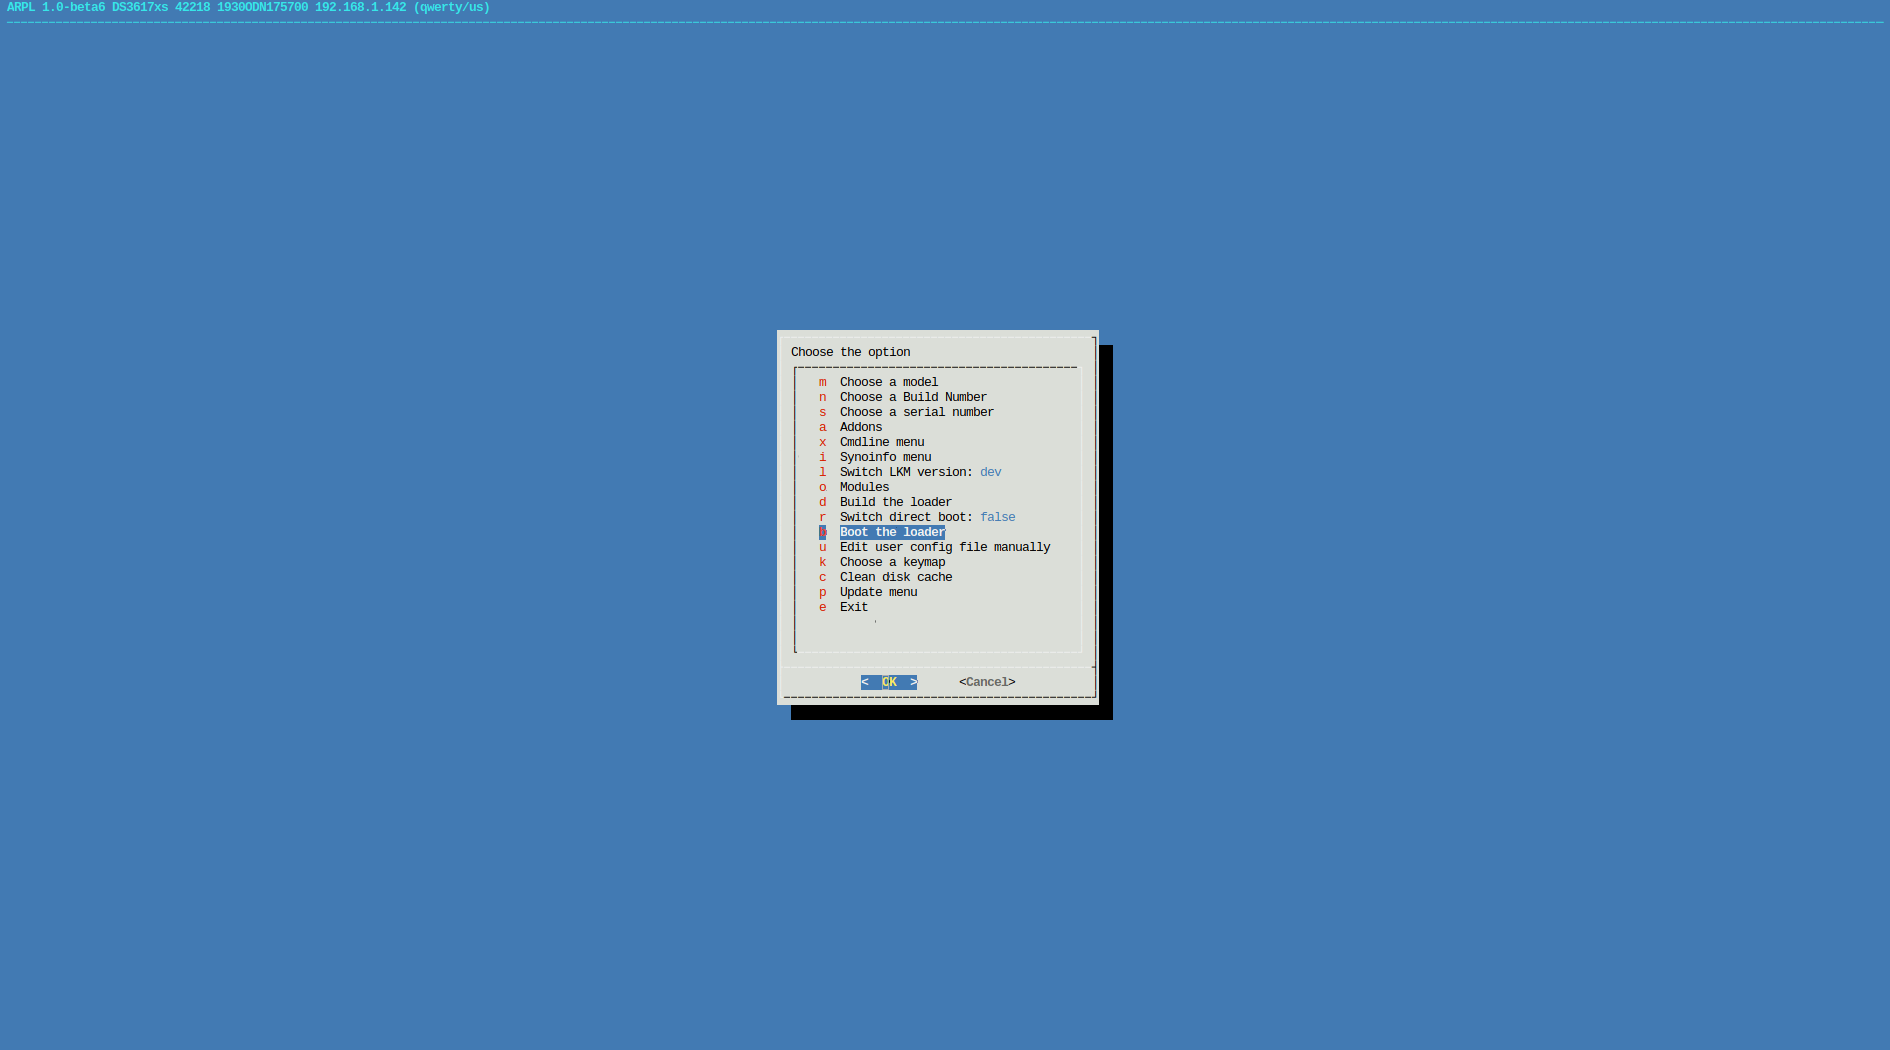 ARPL 1.0-beta6 DS3617xs 42218 1930ODN175700 192.168.1.142 (qwerty/us)
Choose the option
m Choose a model
n Choose a Build Number
s Choose a serial number
a Addons
x Cmdline menu
i Synoinfo menu
l Switch LKM version: dev
o Modules
d Build the loader
r Switch direct boot: false
b Boot the loader
u Edit user config file manually
k Choose a keymap
c Clean disk cache
p Update menu
e Exit
< OK > <Cancel>